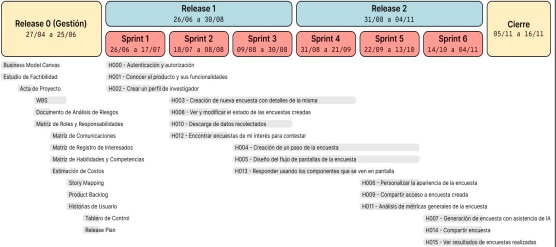 Release 0 (Gestión)
27/04 a 25/06
Release 1
26/06 a 30/08
Release 2
31/08 a 04/11
Cierre
05/11 a 16/11
Sprint 1
26/06 a 17/07
Sprint 2
18/07 a 08/08
Sprint 3
09/08 a 30/08
Sprint 4
31/08 a 21/09
Sprint 5
22/09 a 13/10
Sprint 6
14/10 a 04/11
Business Model Canvas
H000 - Autenticación y autorización
Estudio de Factibilidad
H001 - Conocer el producto y sus funcionalidades
Acta de Proyecto
H002 - Crear un perfil de investigador
WBS
H003 - Creación de nueva encuesta con detalles de la misma
Documento de Análisis de Riesgos
H008 - Ver y modificar el estado de las encuestas creadas
Matriz de Roles y Responsabilidades
H010 - Descarga de datos recolectados
Matriz de Comunicaciones
H012 - Encontrar encuestas de mi interés para contestar
Matriz de Registro de Interesados
H004 - Creación de un paso de la encuesta
Matriz de Habilidades y Competencias
H005 - Diseño del flujo de pantallas de la encuesta
Estimación de Costos
H013 - Responder usando los componentes que se ven en pantalla
Story Mapping
H006 - Personalizar la apariencia de la encuesta
Product Backlog
H009 - Compartir acceso a encuesta creada
Historias de Usuario
H011 - Análisis de métricas generales de la encuesta
Tablero de Control
H007 - Generación de encuesta con asistencia de IA
Release Plan
H014 - Compartir encuesta
H015 - Ver resultados de encuestas realizadas